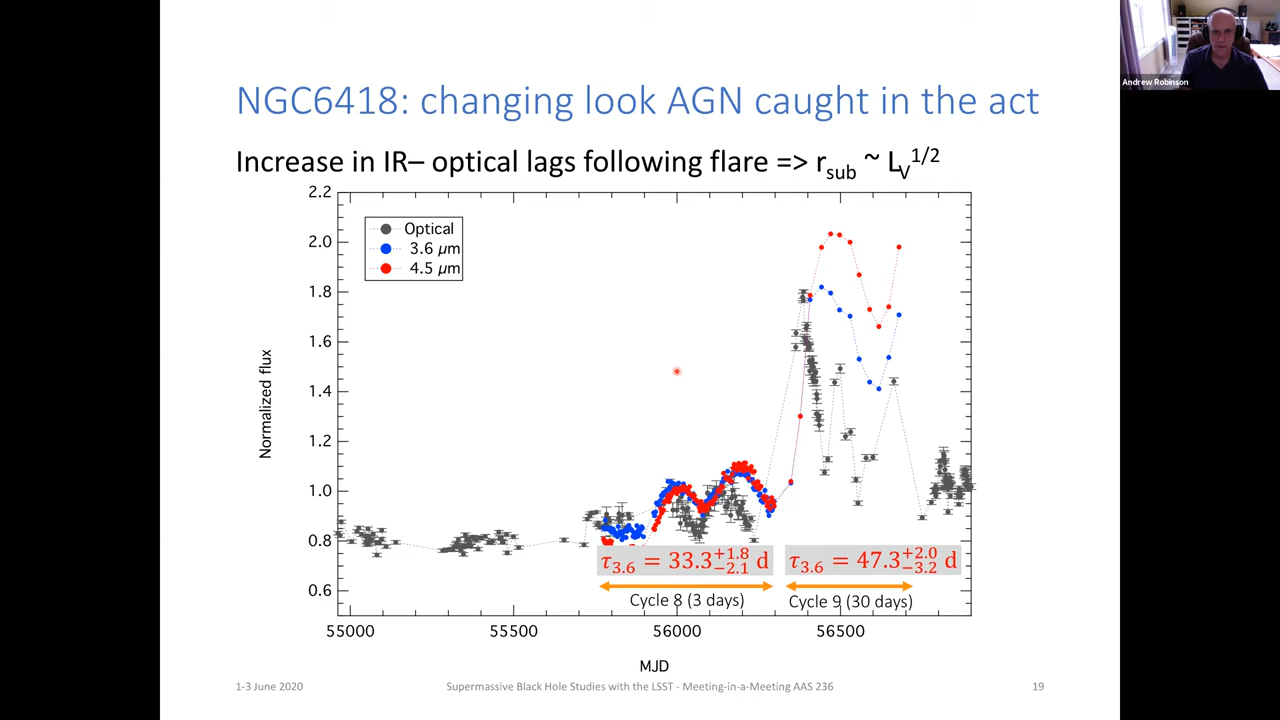 Andrew Robinson
NGC6418: changing look AGN caught in the act
Increase in IR– optical lags following flare => r_sub ~ L_V^1/2
2.2
2.0
1.8
1.6
1.4
1.2
1.0
0.8
0.6
Normalized flux
Optical
3.6 μm
4.5 μm
τ_3.6 = 33.3^+1.8_−2.1 d
τ_3.6 = 47.3^+2.0_−3.2 d
Cycle 8 (3 days)
Cycle 9 (30 days)
55000
55500
56000
56500
MJD
1-3 June 2020
Supermassive Black Hole Studies with the LSST - Meeting-in-a-Meeting AAS 236
19